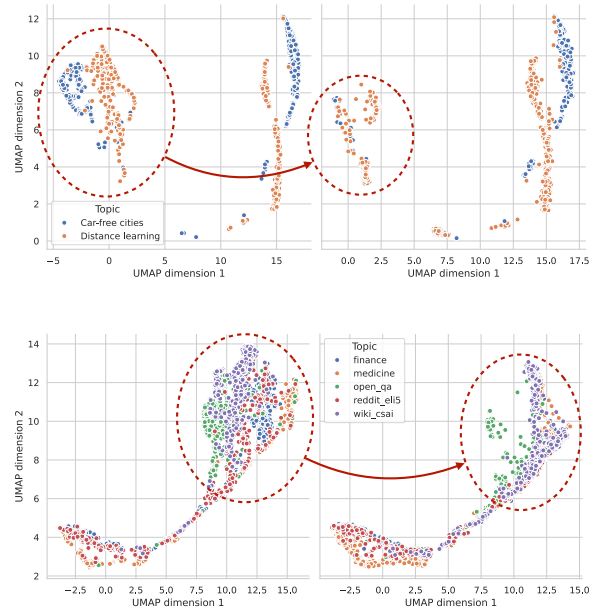 12
10
8
6
4
2
0
UMAP dimension 2
−5 0 5 10 15
UMAP dimension 1
Topic
Car-free cities
Distance learning
0.0 2.5 5.0 7.5 10.0 12.5 15.0 17.5
UMAP dimension 1
14
12
10
8
6
4
2
UMAP dimension 2
−2.5 0.0 2.5 5.0 7.5 10.0 12.5 15.0
UMAP dimension 1
Topic
finance
medicine
open_qa
reddit_eli5
wiki_csai
−2.5 0.0 2.5 5.0 7.5 10.0 12.5 15.0
UMAP dimension 1